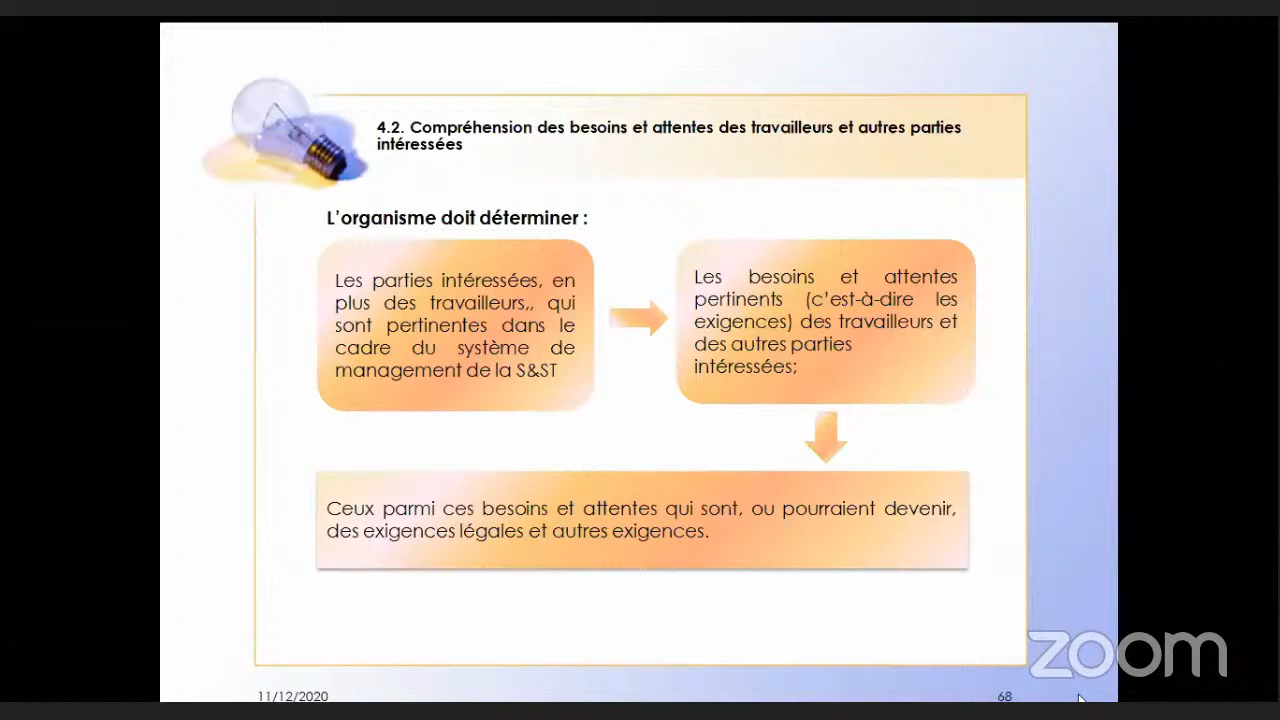 4.2. Compréhension des besoins et attentes des travailleurs et autres parties
intéressées
L'organisme doit déterminer :
Les parties intéressées, en
plus des travailleurs,, qui
sont pertinentes dans le
cadre du système de
management de la S&ST
Les besoins et attentes
pertinents (c'est-à-dire les
exigences) des travailleurs et
des autres parties
intéressées;
Ceux parmi ces besoins et attentes qui sont, ou pourraient devenir,
des exigences légales et autres exigences.
zoom
11/12/2020
68